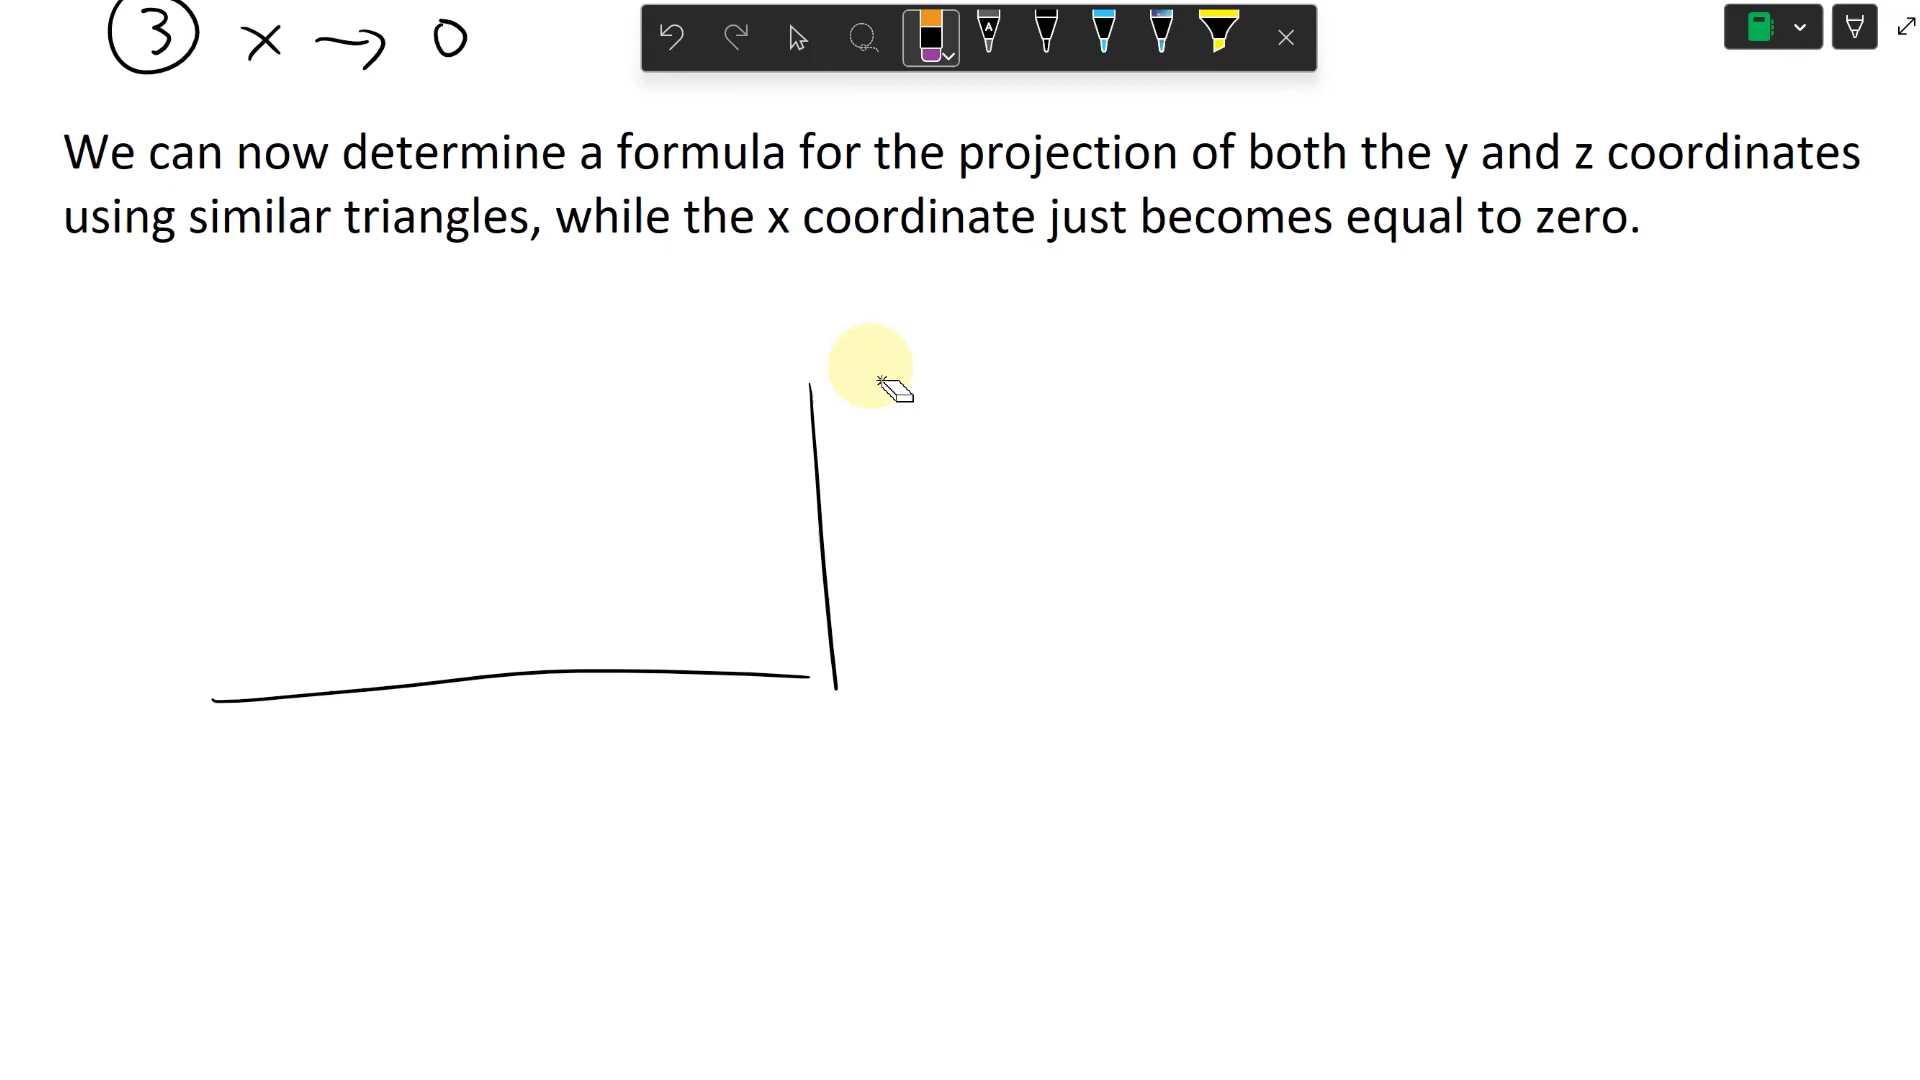 ③ x → 0
We can now determine a formula for the projection of both the y and z coordinates
using similar triangles, while the x coordinate just becomes equal to zero.